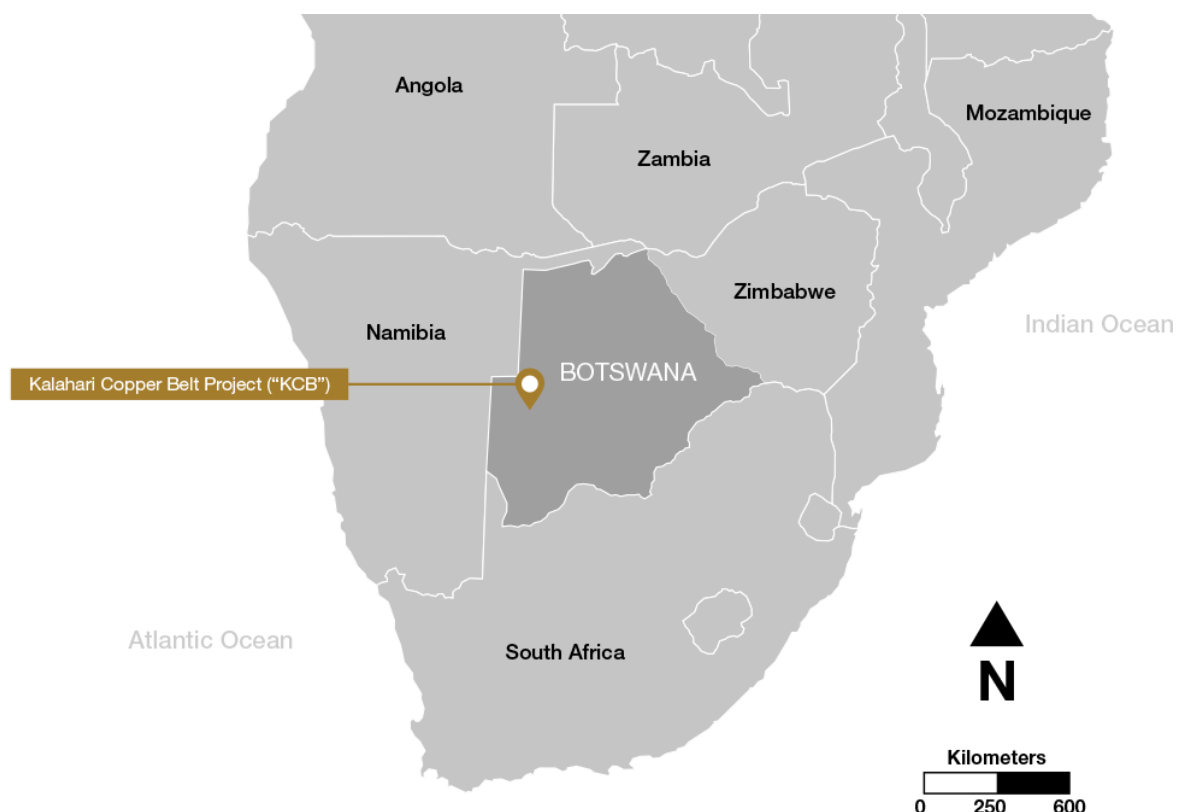 Angola
Mozambique
Zambia
Zimbabwe
Indian Ocean
Namibia
BOTSWANA
Kalahari Copper Belt Project (“KCB”)
Atlantic Ocean
South Africa
N
Kilometers
0 250 600